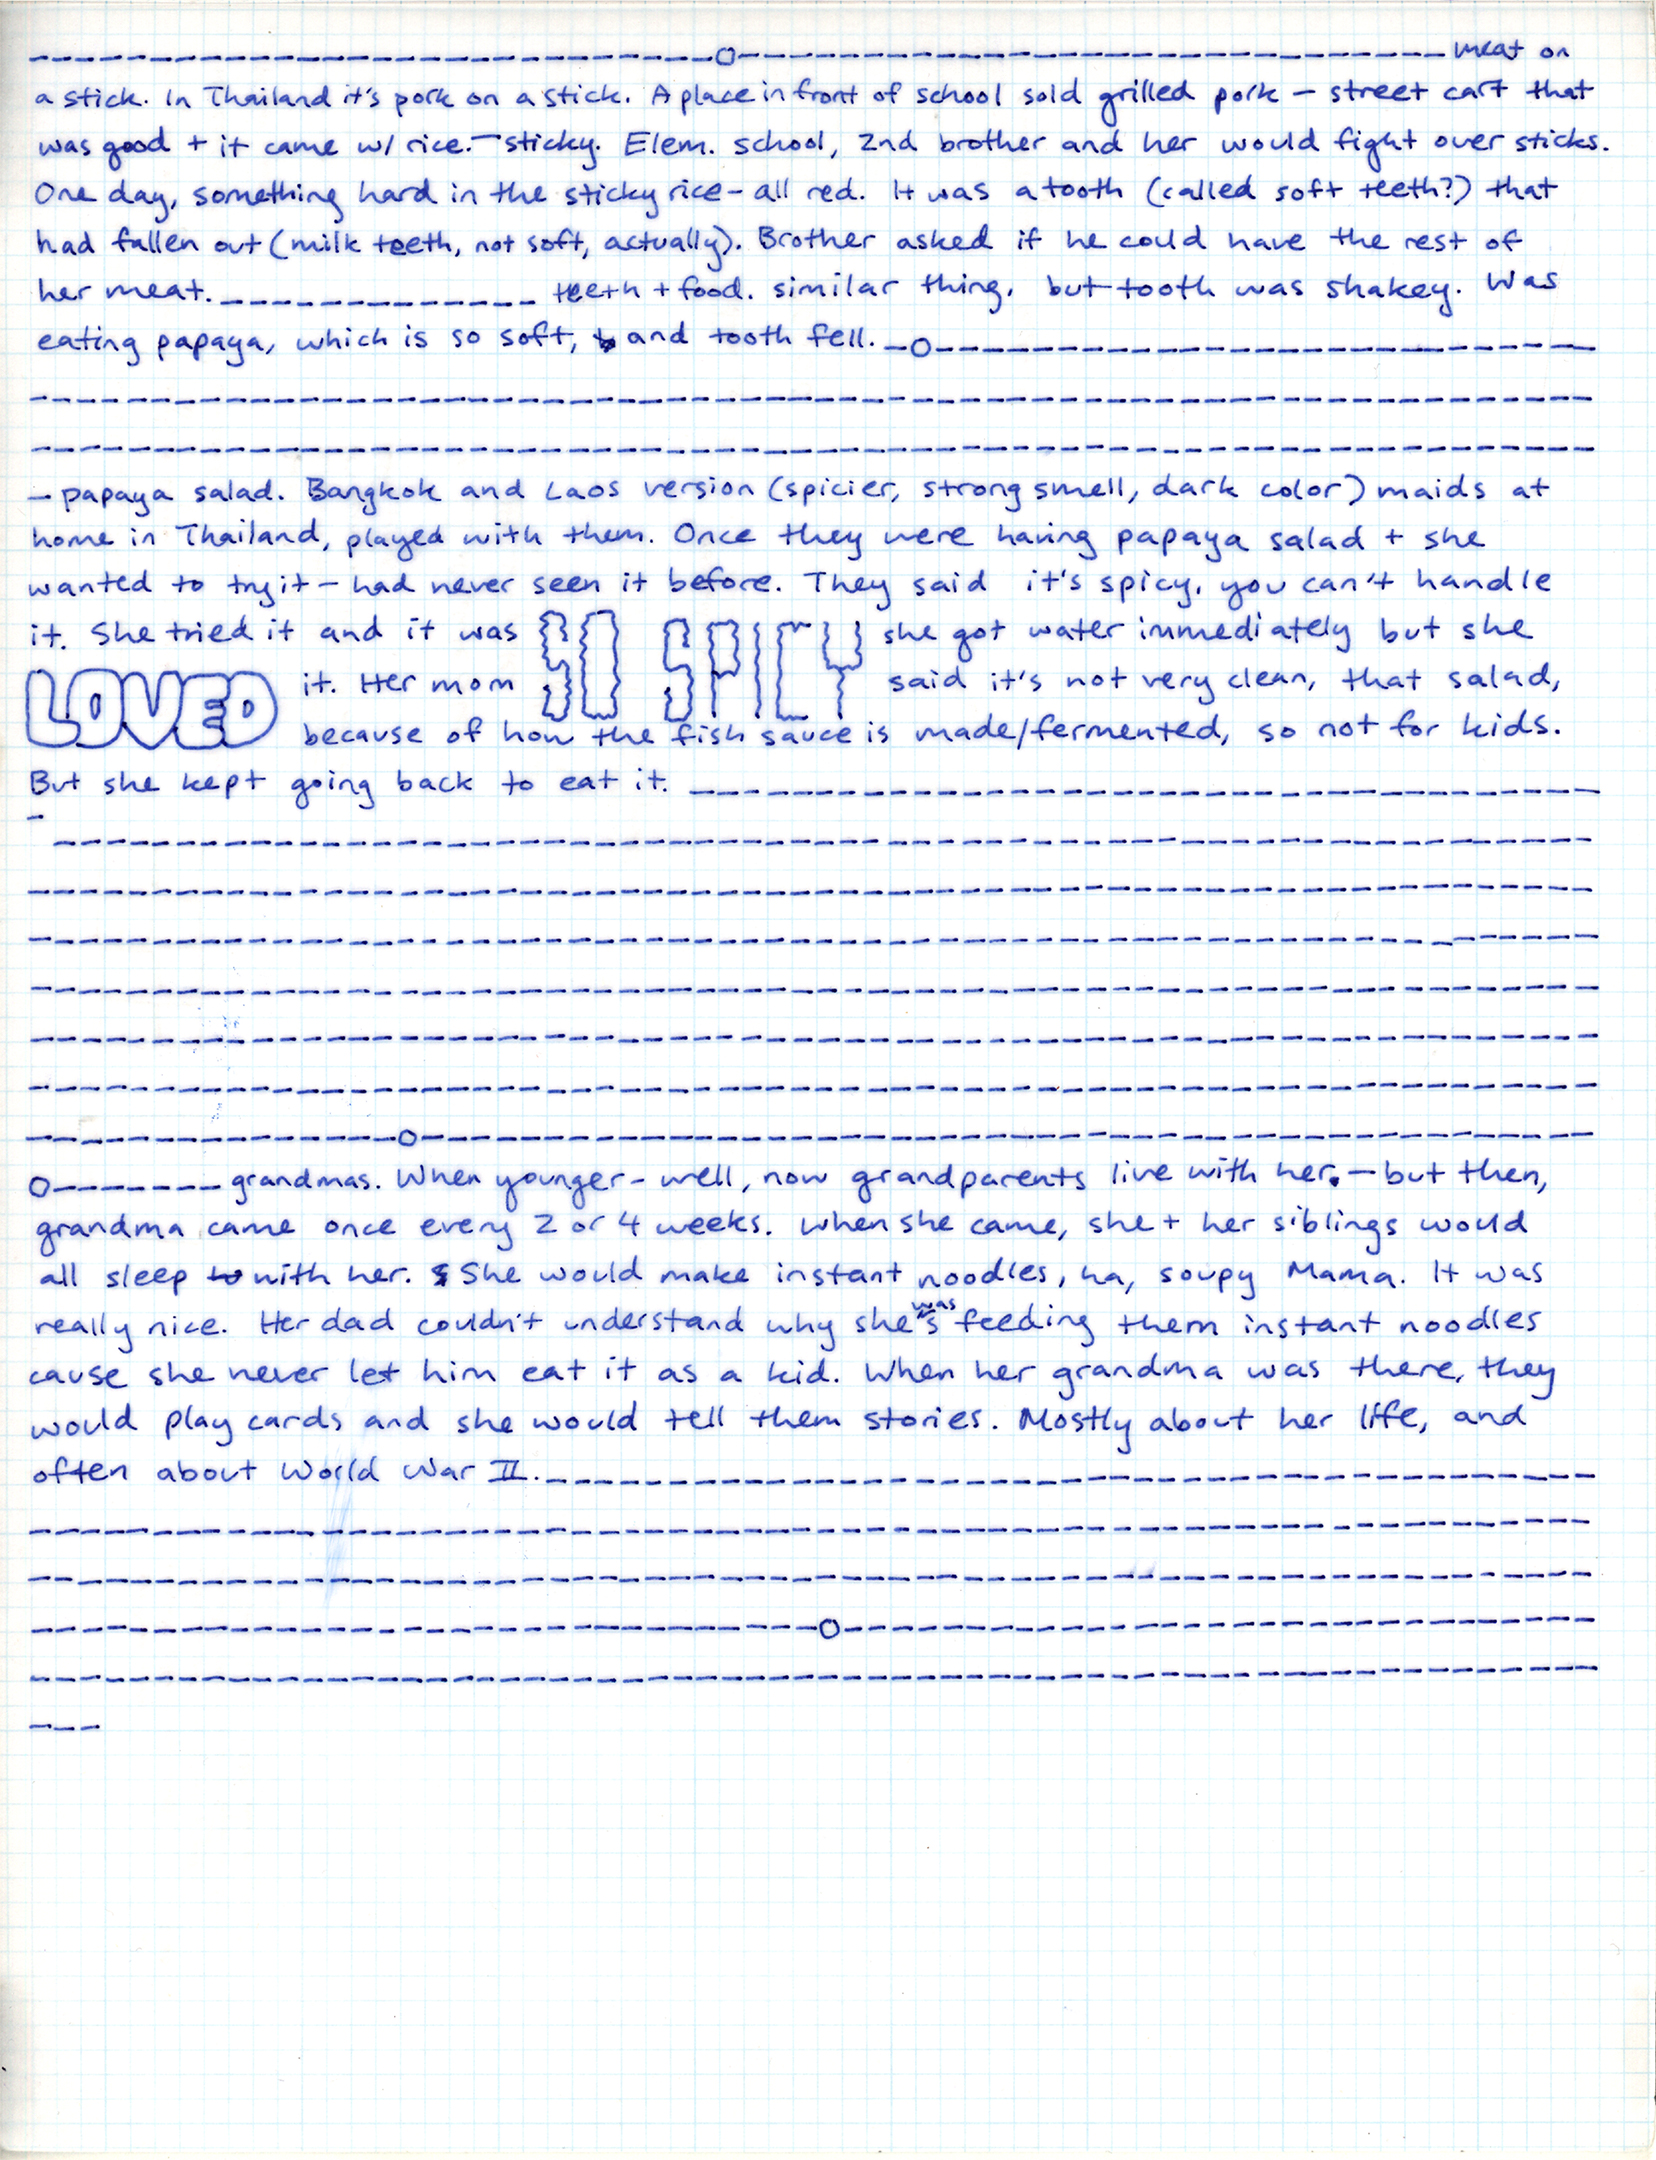 meat on
a stick. In Thailand it's pork on a stick. A place in front of school sold grilled pork – street cart that
was good + it came w/ rice. – sticky. Elem. school, 2nd brother and her would fight over sticks.
One day, something hard in the sticky rice – all red. It was a tooth (called soft teeth?) that
had fallen out (milk teeth, not soft, actually). Brother asked if he could have the rest of
her meat. teeth + food. similar thing, but tooth was shakey. Was
eating papaya, which is so soft, and tooth fell.
– papaya salad. Bangkok and Laos version (spicier, strong smell, dark color) maids at
home in Thailand, played with them. Once they were having papaya salad + she
wanted to try it – had never seen it before. They said it's spicy, you can't handle
it. She tried it and it was SO SPICY she got water immediately but she
LOVED it. Her mom said it's not very clean, that salad,
because of how the fish sauce is made/fermented, so not for kids.
But she kept going back to eat it.
grandmas. When younger – well, now grandparents live with her. – but then,
grandma came once every 2 or 4 weeks. When she came, she + her siblings would
all sleep to with her. She would make instant noodles, ha, soupy Mama. It was
really nice. Her dad couldn't understand why she was feeding them instant noodles
cause she never let him eat it as a kid. When her grandma was there, they
would play cards and she would tell them stories. Mostly about her life, and
often about World War II.